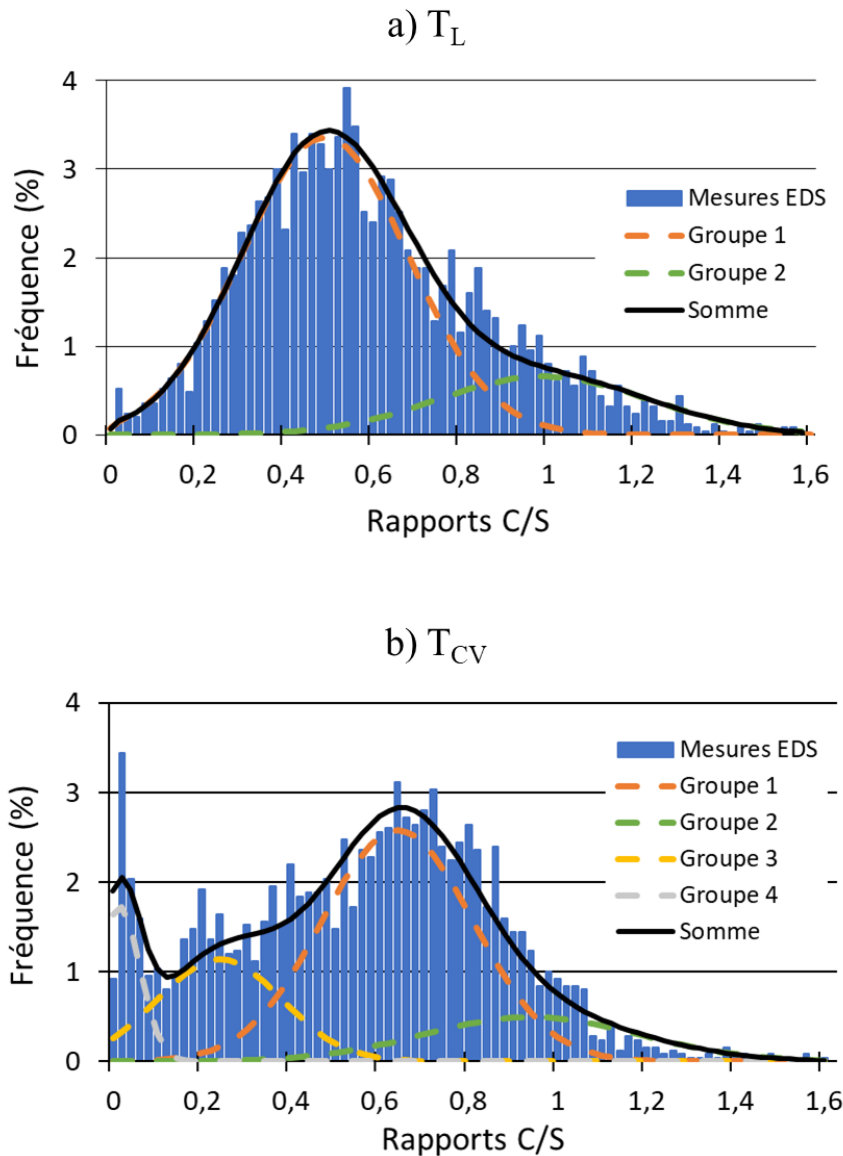 a) T_L
4
3
2
1
0
Fréquence (%)
Mesures EDS
Groupe 1
Groupe 2
Somme
0 0,2 0,4 0,6 0,8 1 1,2 1,4 1,6
Rapports C/S
b) T_CV
4
3
2
1
0
Fréquence (%)
Mesures EDS
Groupe 1
Groupe 2
Groupe 3
Groupe 4
Somme
0 0,2 0,4 0,6 0,8 1 1,2 1,4 1,6
Rapports C/S